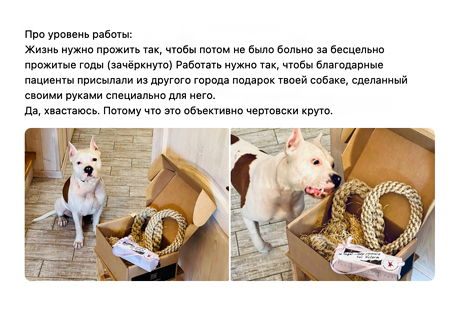 Про уровень работы:
Жизнь нужно прожить так, чтобы потом не было больно за бесцельно
прожитые годы (зачёркнуто) Работать нужно так, чтобы благодарные
пациенты присылали из другого города подарок твоей собаке, сделанный
своими руками специально для него.
Да, хвастаюсь. Потому что это объективно чертовски круто.